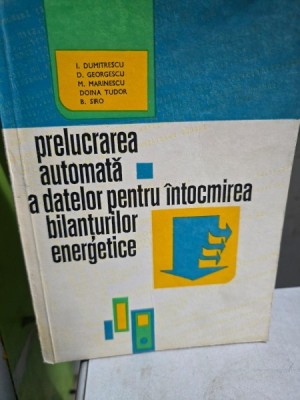 I. DUMITRESCU
D. GEORGESCU
M. MARINESCU
DOINA TUDOR
B. SIRO
prelucrarea
automată
a datelor pentru întocmirea
bilanțurilor
energetice